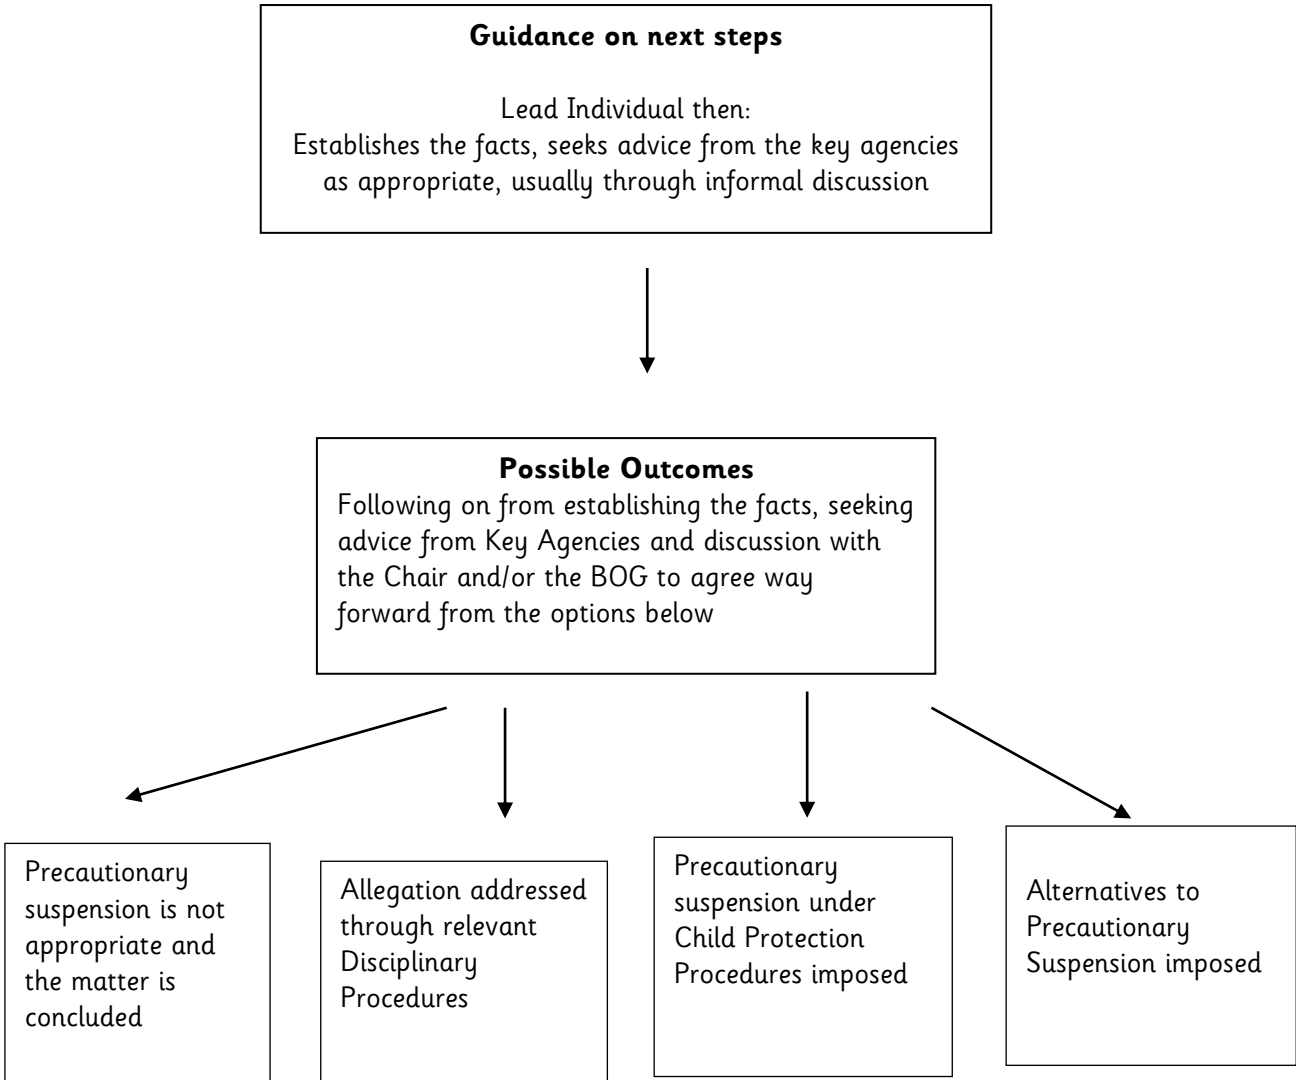 Guidance on next steps
Lead Individual then:
Establishes the facts, seeks advice from the key agencies
as appropriate, usually through informal discussion
Possible Outcomes
Following on from establishing the facts, seeking
advice from Key Agencies and discussion with
the Chair and/or the BOG to agree way
forward from the options below
Precautionary
suspension is not
appropriate and
the matter is
concluded
Allegation addressed
through relevant
Disciplinary
Procedures
Precautionary
suspension under
Child Protection
Procedures imposed
Alternatives to
Precautionary
Suspension imposed